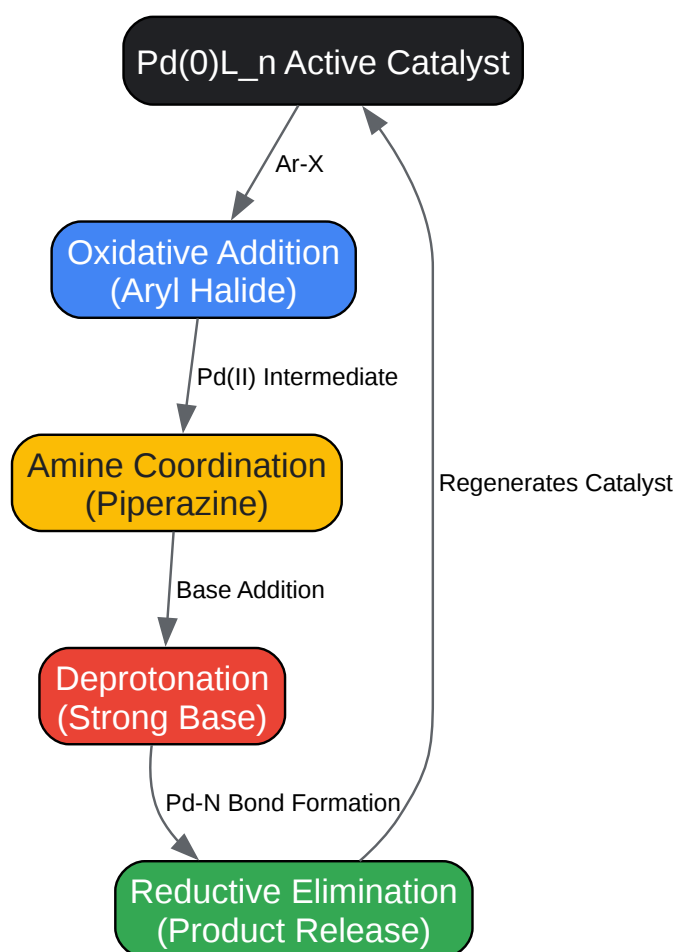 Pd(0)L_n Active Catalyst
Ar-X
Oxidative Addition
(Aryl Halide)
Pd(II) Intermediate
Amine Coordination
(Piperazine)
Regenerates Catalyst
Base Addition
Deprotonation
(Strong Base)
Pd-N Bond Formation
Reductive Elimination
(Product Release)